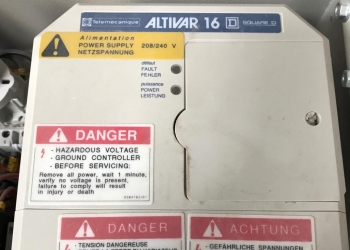 Telemecanique ALTIVAR 16 SQUARE D
Alimentation
POWER SUPPLY 208/240 V
NETZSPANNUNG
défaut
FAULT
FEHLER
puissance
POWER
LEISTUNG
DANGER
- HAZARDOUS VOLTAGE
- GROUND CONTROLLER
- BEFORE SERVICING:
Remove all power, wait 1 minute,
verify no voltage is present,
failure to comply will result
in injury or death
DANGER
- TENSION DANGEREUSE
ACHTUNG
- GEFÄHRLICHE SPANNUNGEN